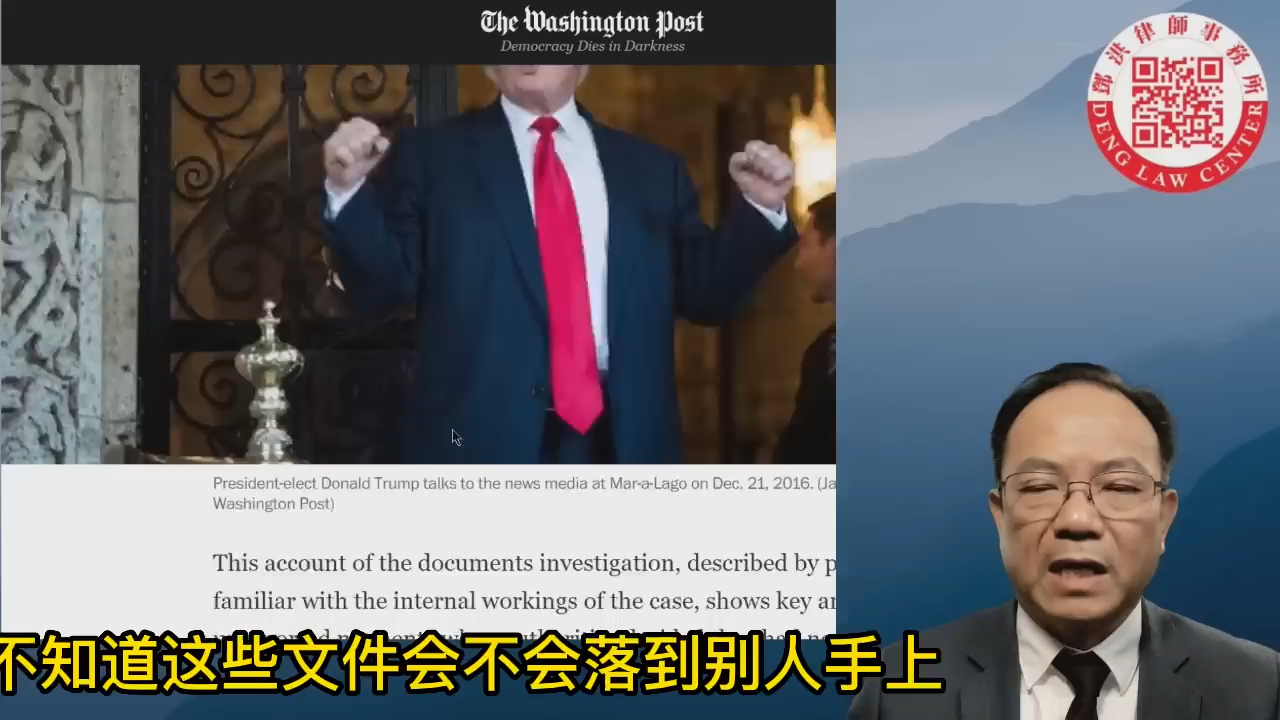 The Washington Post
Democracy Dies in Darkness
鄧洪律師事務所
DENG LAW CENTER
President-elect Donald Trump talks to the news media at Mar-a-Lago on Dec. 21, 2016. (Ja
Washington Post)
This account of the documents investigation, described by p
familiar with the internal workings of the case, shows key a
不知道这些文件会不会落到别人手上